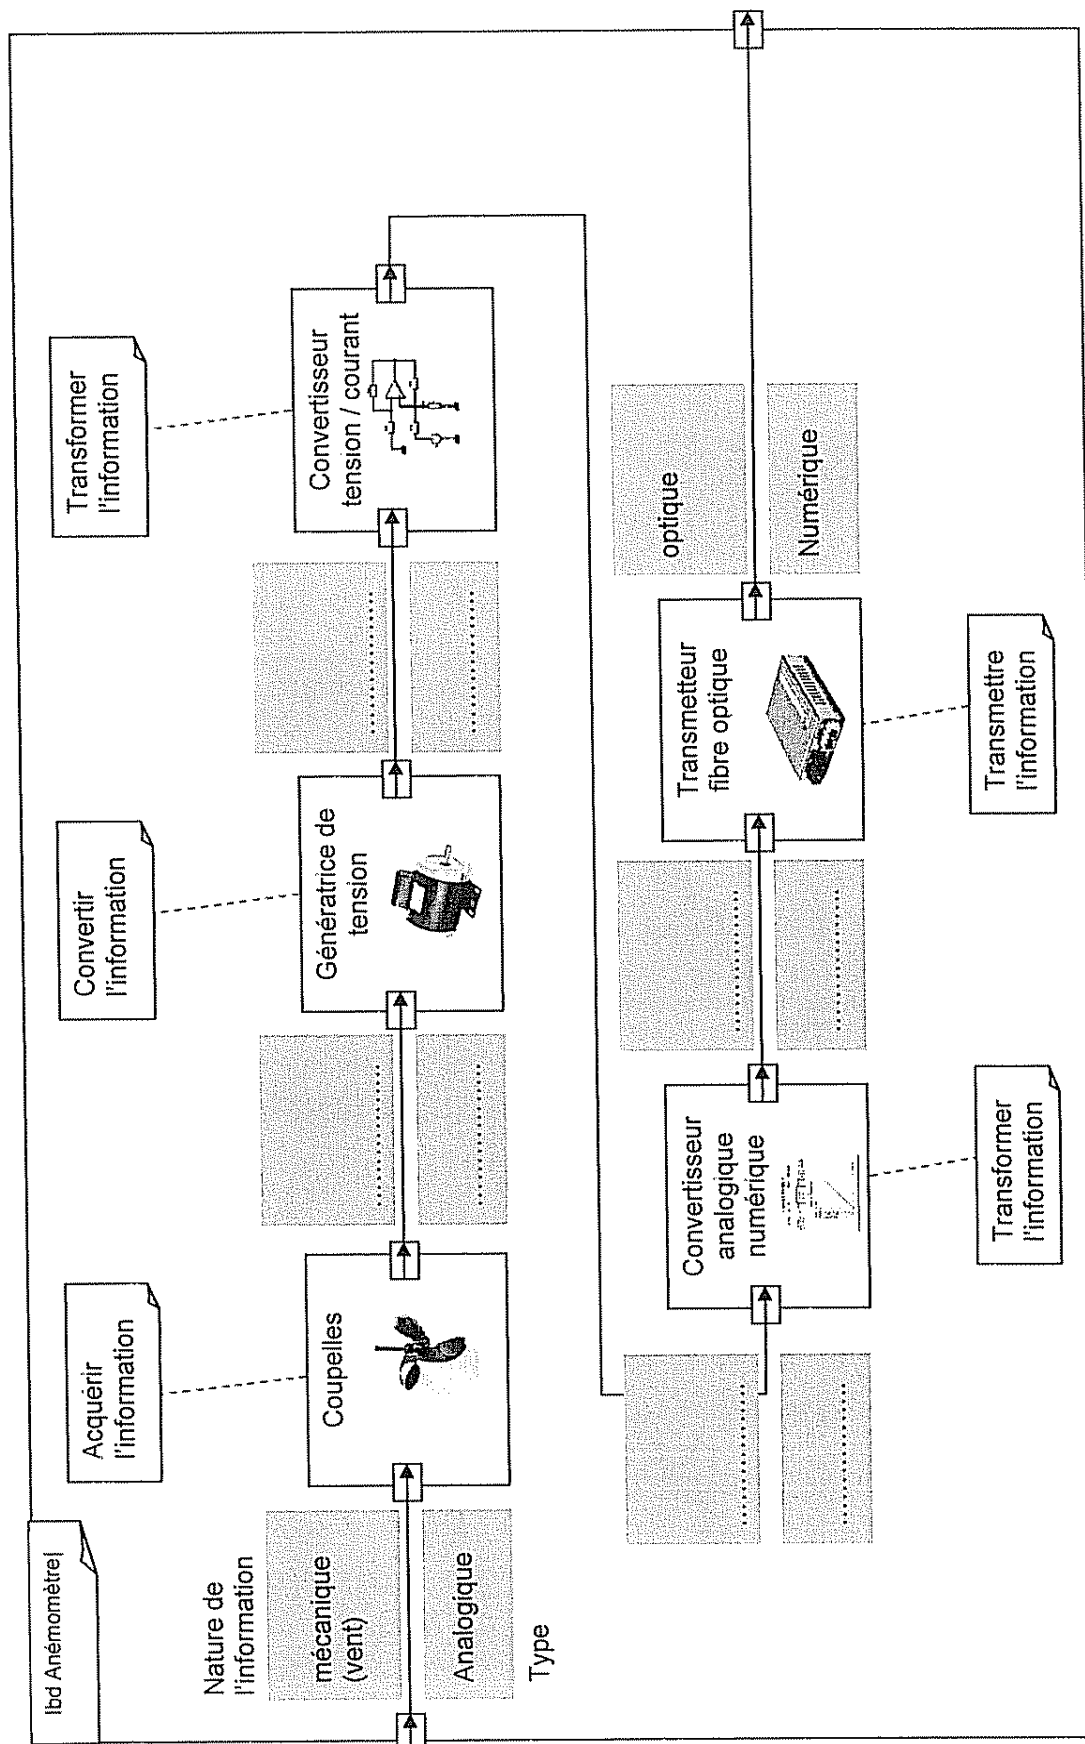 Ibd Anémomètre|
Acquérir
l'information
Convertir
l'information
Transformer
l'information
Nature de
l'information
mécanique
(vent)
Analogique
Type
Coupelles
....................
....................
Génératrice de
tension
....................
....................
Convertisseur
tension / courant
....................
....................
Convertisseur
analogique
numérique
....................
....................
Transmetteur
fibre optique
optique
Numérique
Transformer
l'information
Transmettre
l'information